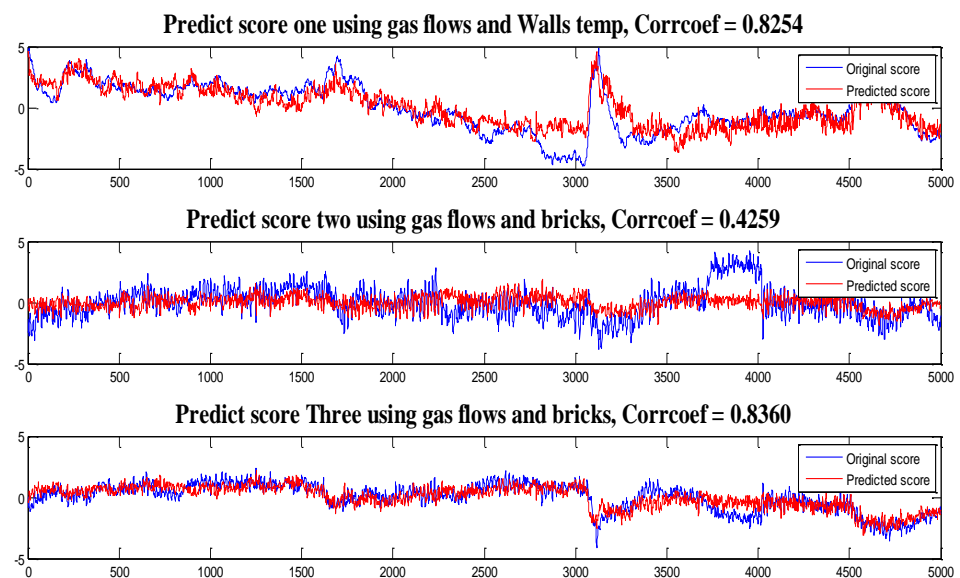 Predict score one using gas flows and Walls temp, Corrcoef = 0.8254
5
0
-5
Original score
Predicted score
0 500 1000 1500 2000 2500 3000 3500 4000 4500 5000
Predict score two using gas flows and bricks, Corrcoef = 0.4259
5
0
-5
Original score
Predicted score
0 500 1000 1500 2000 2500 3000 3500 4000 4500 5000
Predict score Three using gas flows and bricks, Corrcoef = 0.8360
5
0
-5
Original score
Predicted score
0 500 1000 1500 2000 2500 3000 3500 4000 4500 5000